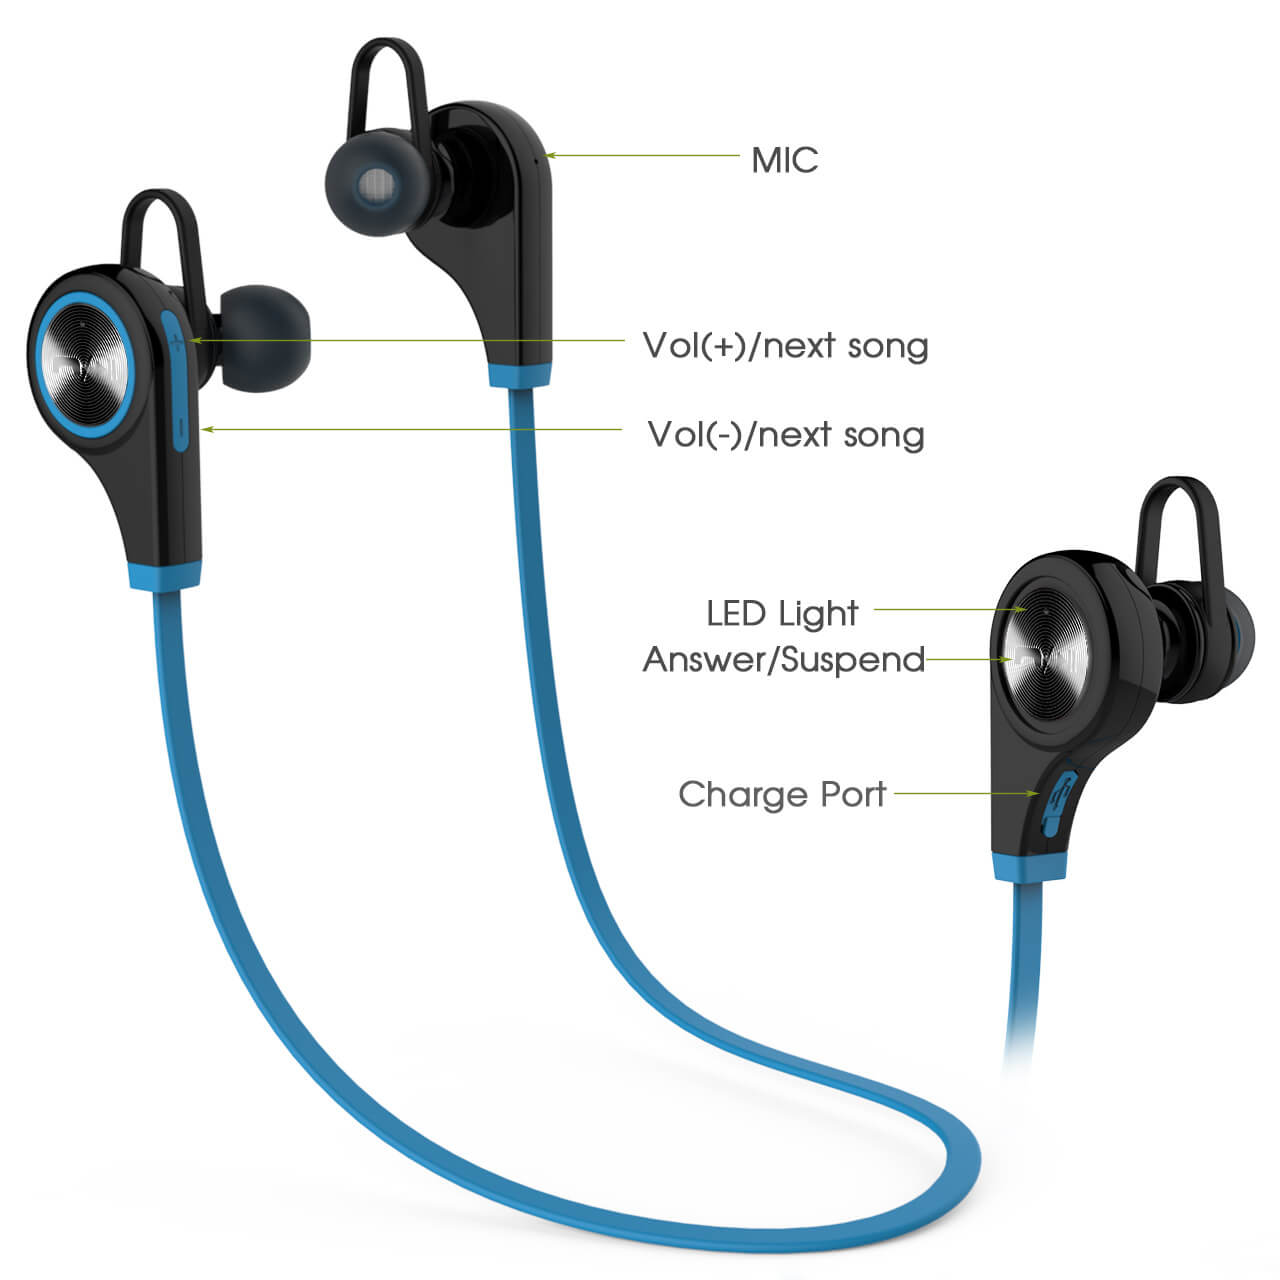 MIC
Vol(+)/next song
Vol(-)/next song
LED Light
Answer/Suspend
Charge Port